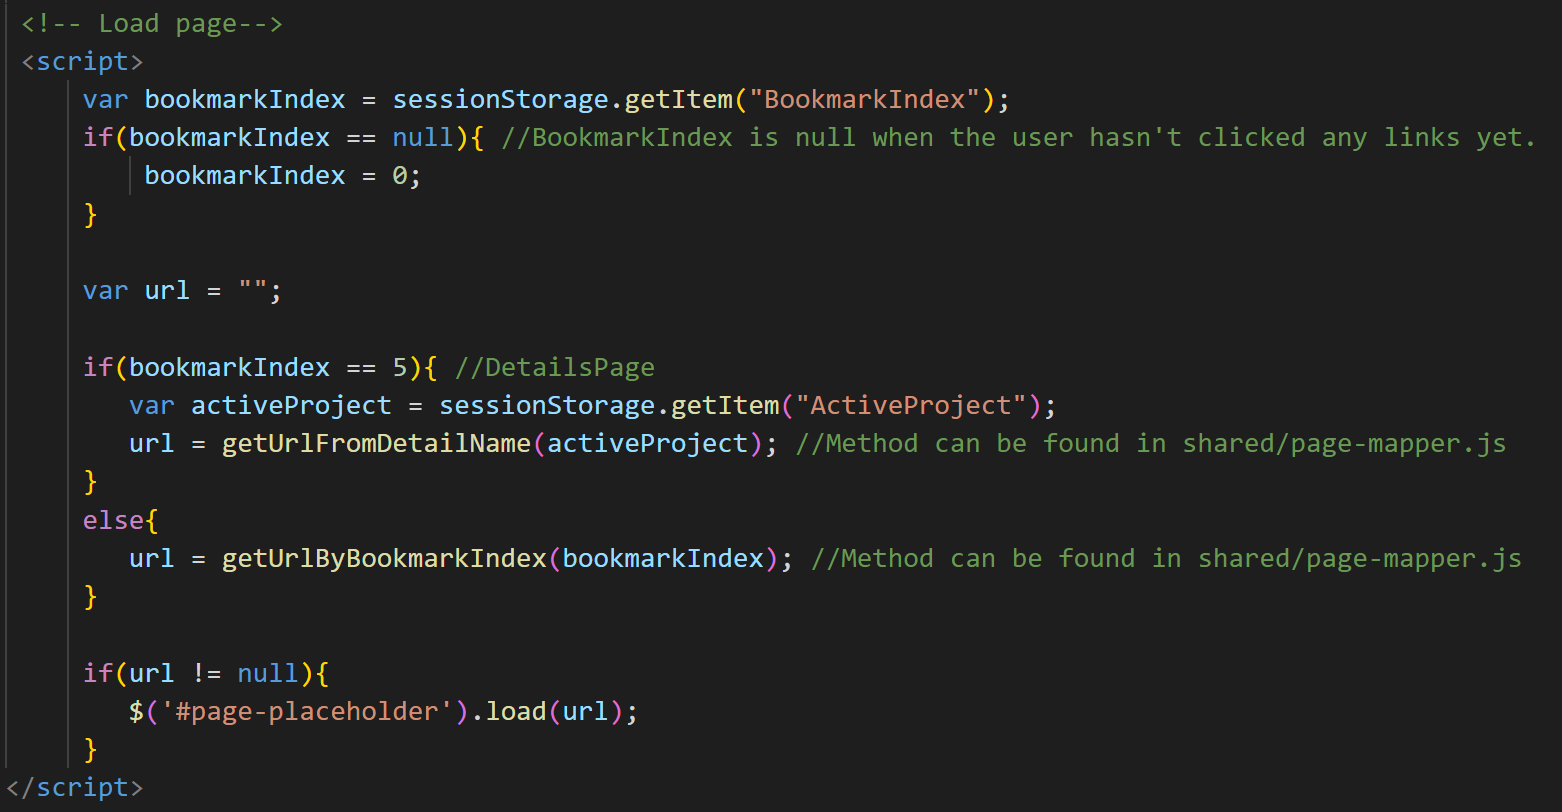 <!-- Load page-->
<script>
var bookmarkIndex = sessionStorage.getItem("BookmarkIndex");
if(bookmarkIndex == null){ //BookmarkIndex is null when the user hasn't clicked any links yet.
bookmarkIndex = 0;
}
var url = "";
if(bookmarkIndex == 5){ //DetailsPage
var activeProject = sessionStorage.getItem("ActiveProject");
url = getUrlFromDetailName(activeProject); //Method can be found in shared/page-mapper.js
}
else{
url = getUrlByBookmarkIndex(bookmarkIndex); //Method can be found in shared/page-mapper.js
}
if(url != null){
$('#page-placeholder').load(url);
}
</script>